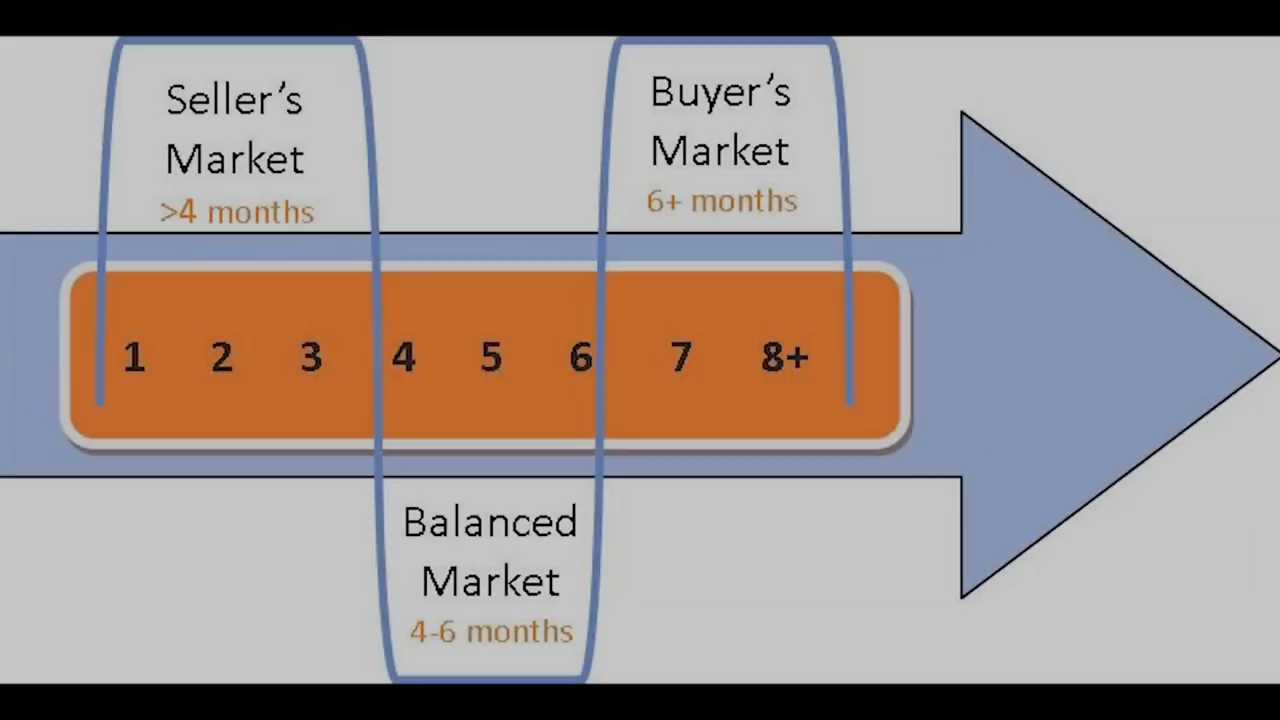 Seller’s
Market
>4 months
Buyer’s
Market
6+ months
1 2 3 4 5 6 7 8+
Balanced
Market
4-6 months